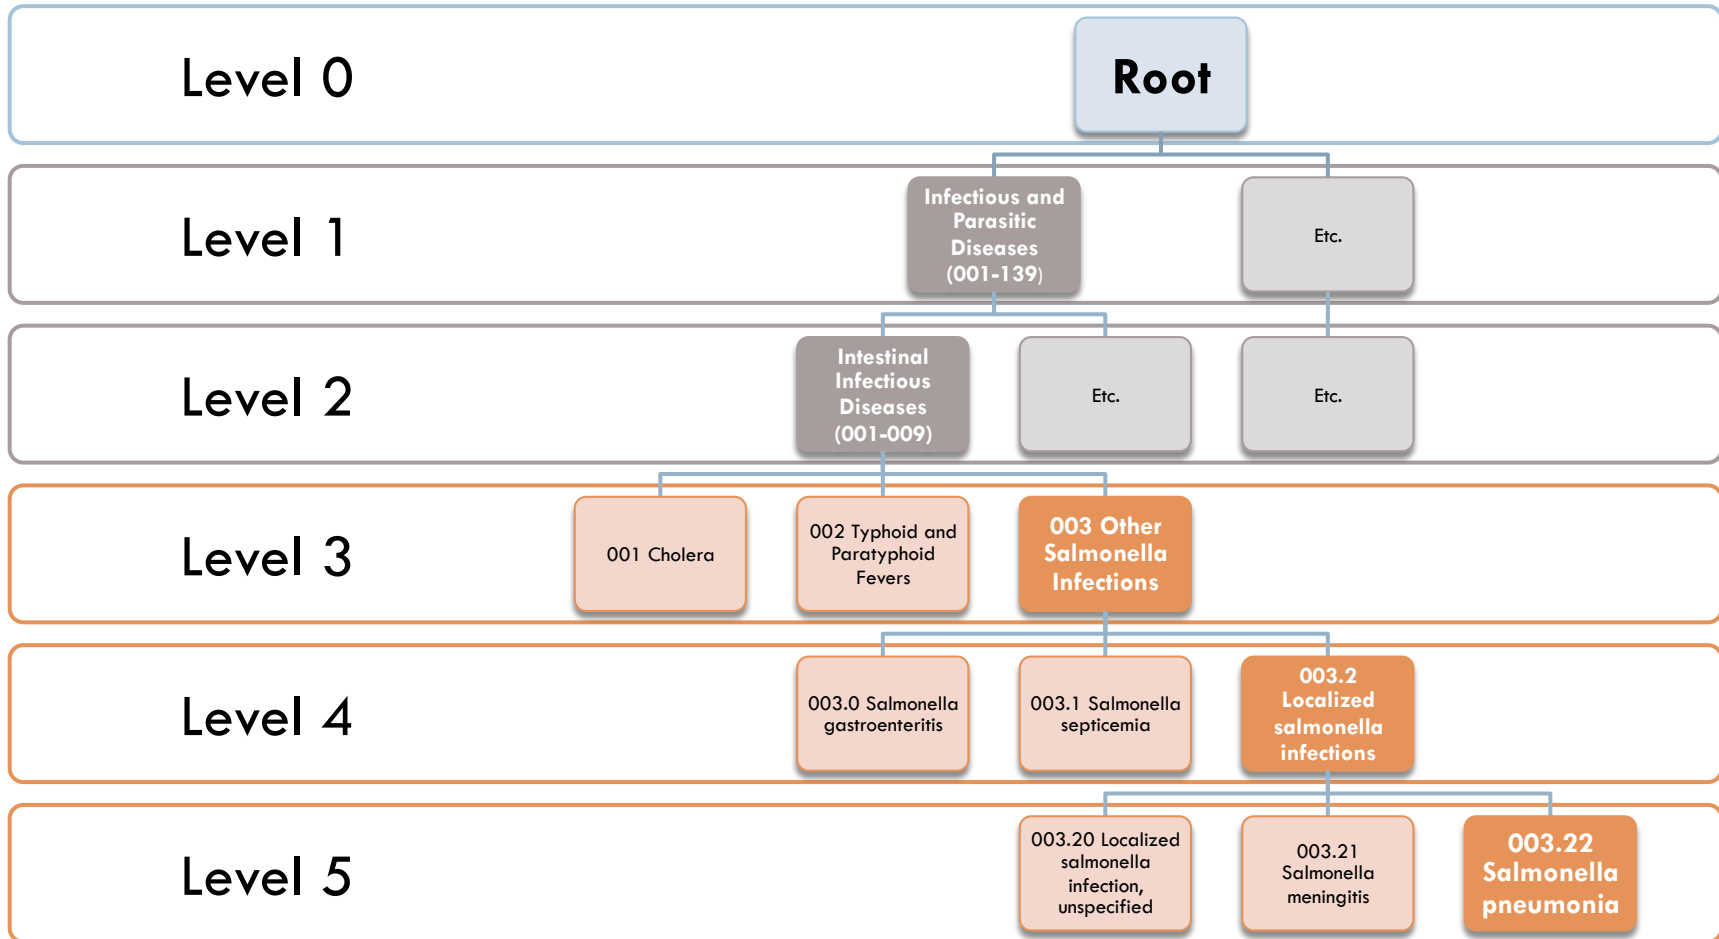 Level 0
Root
Level 1
Infectious and
Parasitic
Diseases
(001-139)
Etc.
Level 2
Intestinal
Infectious
Diseases
(001-009)
Etc.
Etc.
Level 3
001 Cholera
002 Typhoid and
Paratyphoid
Fevers
003 Other
Salmonella
Infections
Level 4
003.0 Salmonella
gastroenteritis
003.1 Salmonella
septicemia
003.2
Localized
salmonella
infections
Level 5
003.20 Localized
salmonella
infection,
unspecified
003.21
Salmonella
meningitis
003.22
Salmonella
pneumonia